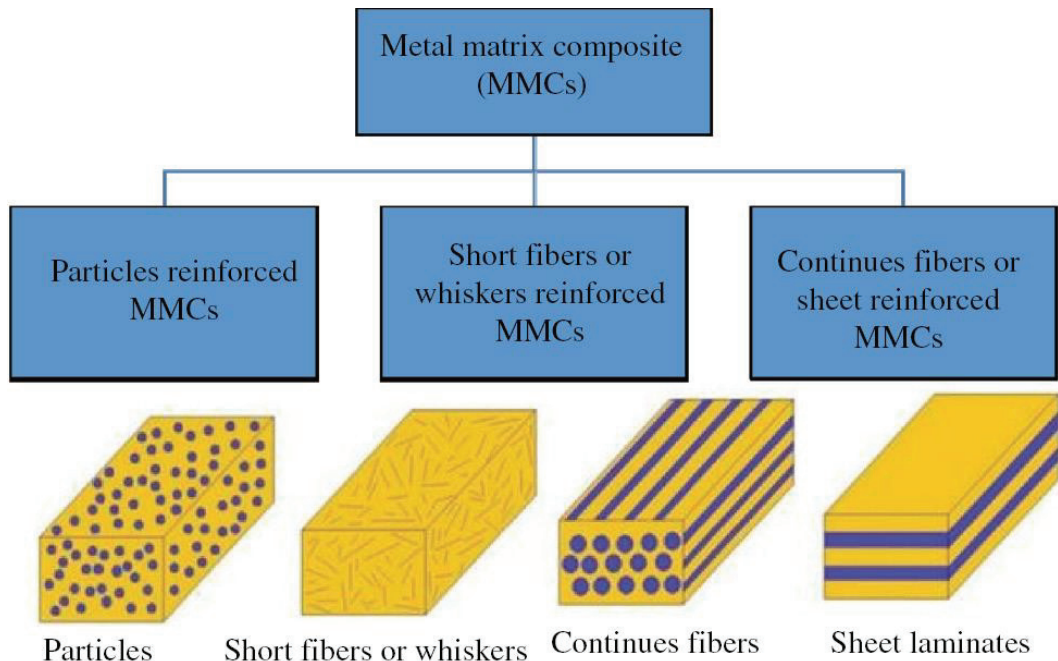 Metal matrix composite
(MMCs)
Particles reinforced
MMCs
Short fibers or
whiskers reinforced
MMCs
Continues fibers or
sheet reinforced
MMCs
Particles
Short fibers or whiskers
Continues fibers
Sheet laminates